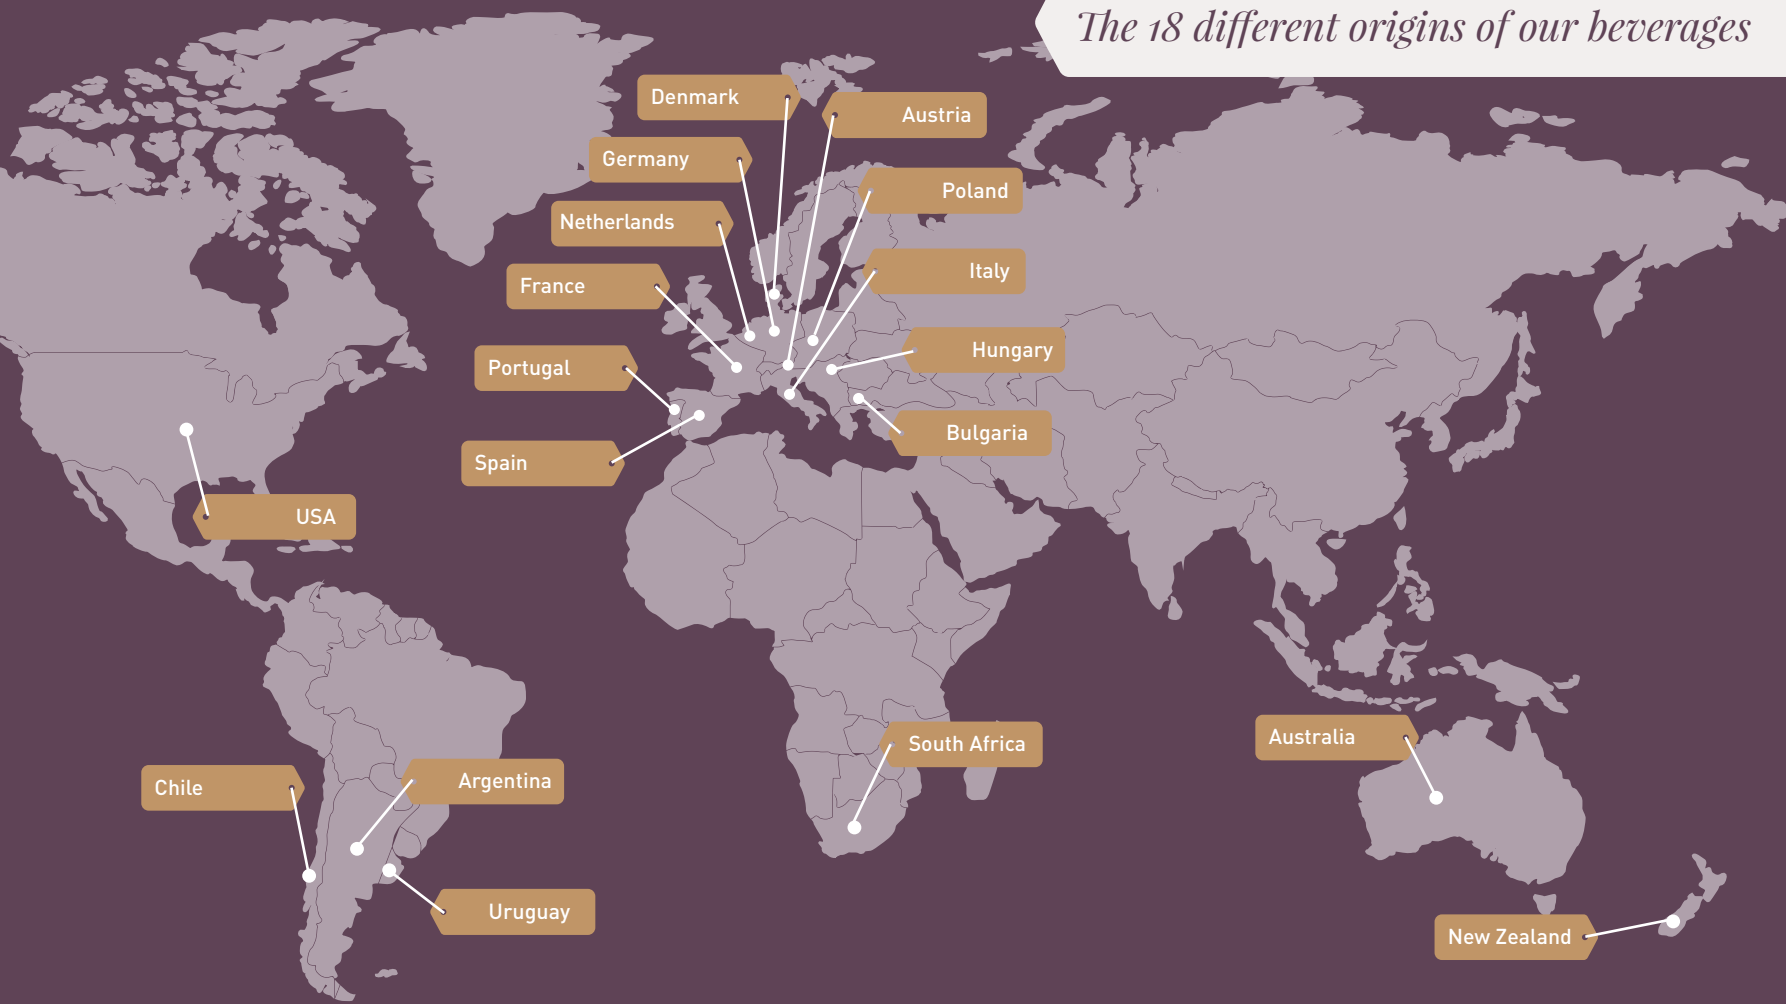 The 18 different origins of our beverages
Denmark
Austria
Germany
Poland
Netherlands
Italy
France
Hungary
Portugal
Bulgaria
Spain
USA
South Africa
Australia
Argentina
Chile
Uruguay
New Zealand